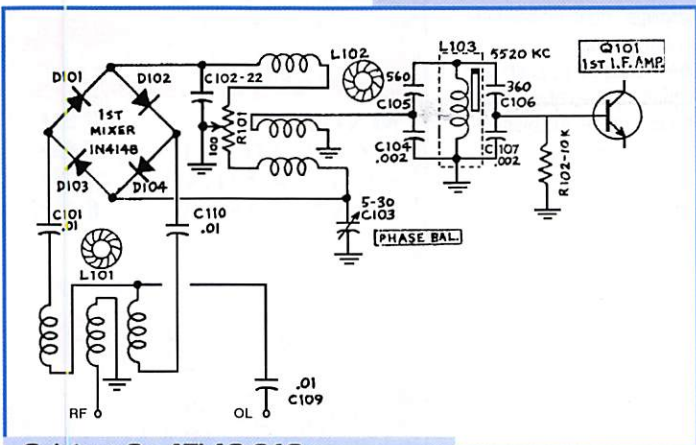 L102
L103
5520 KC
Q101
1ST I.F. AMP.
D101
D102
C102-22
560
C105
360
C106
1ST
MIXER
1N4148
100
R101
C104
.002
C107
.002
R102-10K
D103
D104
C101
.01
C110
.01
5-30
C103
PHASE BAL.
L101
.01
C109
RF
OL